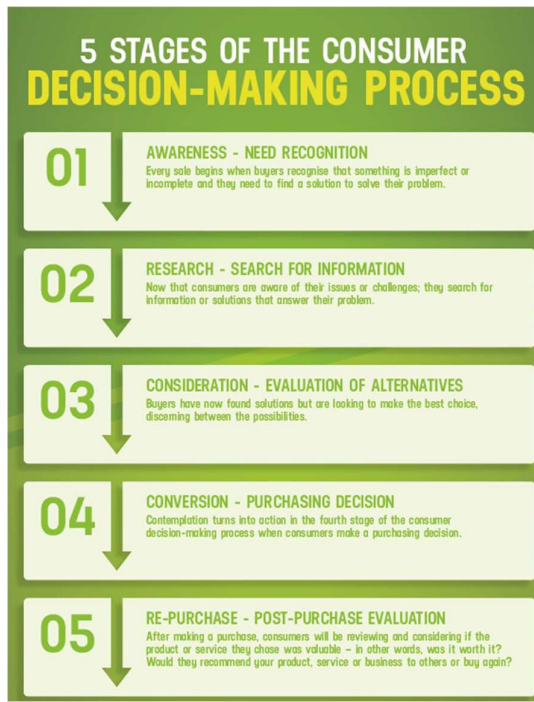 5 STAGES OF THE CONSUMER
DECISION-MAKING PROCESS
01
AWARENESS - NEED RECOGNITION
Every sale begins when buyers recognise that something is imperfect or
incomplete and they need to find a solution to solve their problem.
02
RESEARCH - SEARCH FOR INFORMATION
Now that consumers are aware of their issues or challenges; they search for
information or solutions that answer their problem.
03
CONSIDERATION - EVALUATION OF ALTERNATIVES
Buyers have now found solutions but are looking to make the best choice,
discerning between the possibilities.
04
CONVERSION - PURCHASING DECISION
Contemplation turns into action in the fourth stage of the consumer
decision-making process when consumers make a purchasing decision.
05
RE-PURCHASE - POST-PURCHASE EVALUATION
After making a purchase, consumers will be reviewing and considering if the
product or service they chose was valuable – in other words, was it worth it?
Would they recommend your product, service or business to others or buy again?